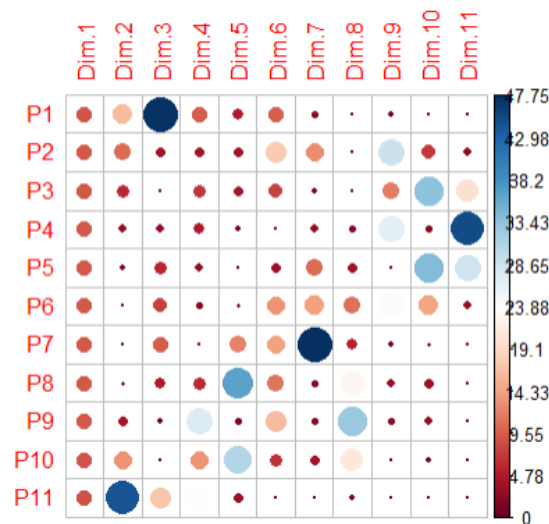 Dim.1 Dim.2 Dim.3 Dim.4 Dim.5 Dim.6 Dim.7 Dim.8 Dim.9 Dim.10 Dim.11
P1
P2
P3
P4
P5
P6
P7
P8
P9
P10
P11
47.75
42.98
38.2
33.43
28.65
23.88
19.1
14.33
9.55
4.78
0